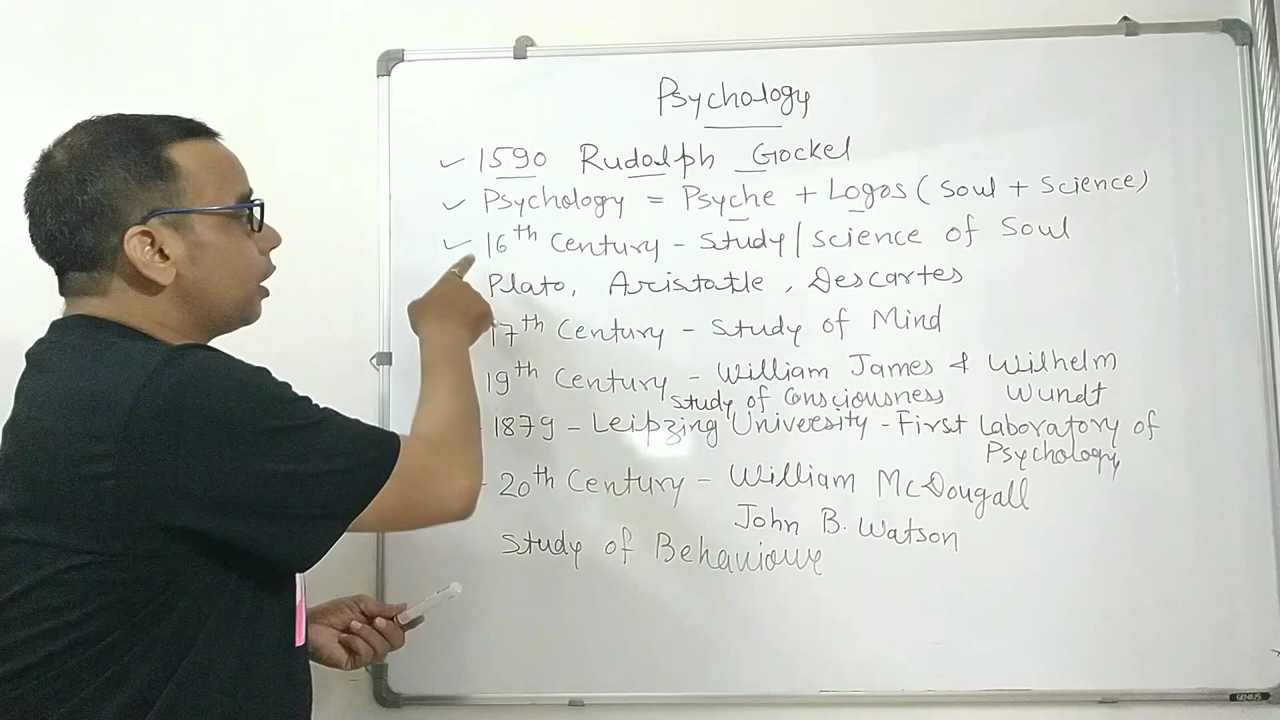 Psychology
1590 Rudolph Gockel
Psychology = Psyche + Logos (Soul + Science)
16th Century - Study/Science of Soul
Plato, Aristatle, Descartes
17th Century - Study of Mind
19th Century - William James & Wilhelm Wundt
Study of Consciousness
1879 - Leipzing University - First Laboratory of Psychology
20th Century - William McDougall
John B. Watson
Study of Behaviour
GENIUS